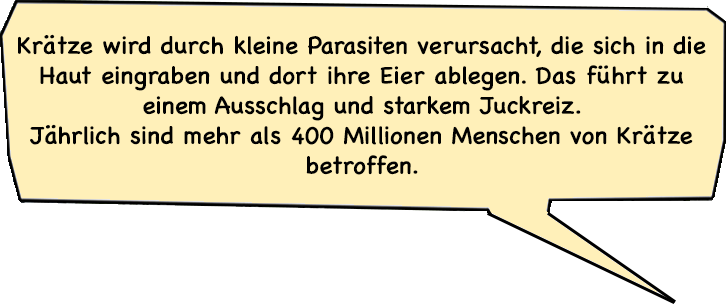 Krätze wird durch kleine Parasiten verursacht, die sich in die
Haut eingraben und dort ihre Eier ablegen. Das führt zu
einem Ausschlag und starkem Juckreiz.
Jährlich sind mehr als 400 Millionen Menschen von Krätze
betroffen.